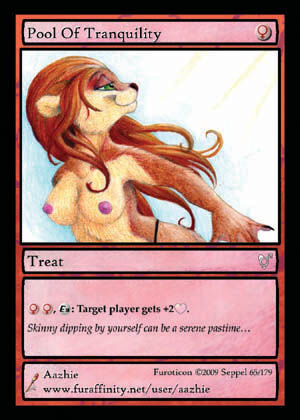 Pool Of Tranquility
Treat
♀♀, : Target player gets +2♡.
Skinny dipping by yourself can be a serene pastime...
Aazhie
Furoticon ©2009 Seppel 65/179
www.furaffinity.net/user/aazhie